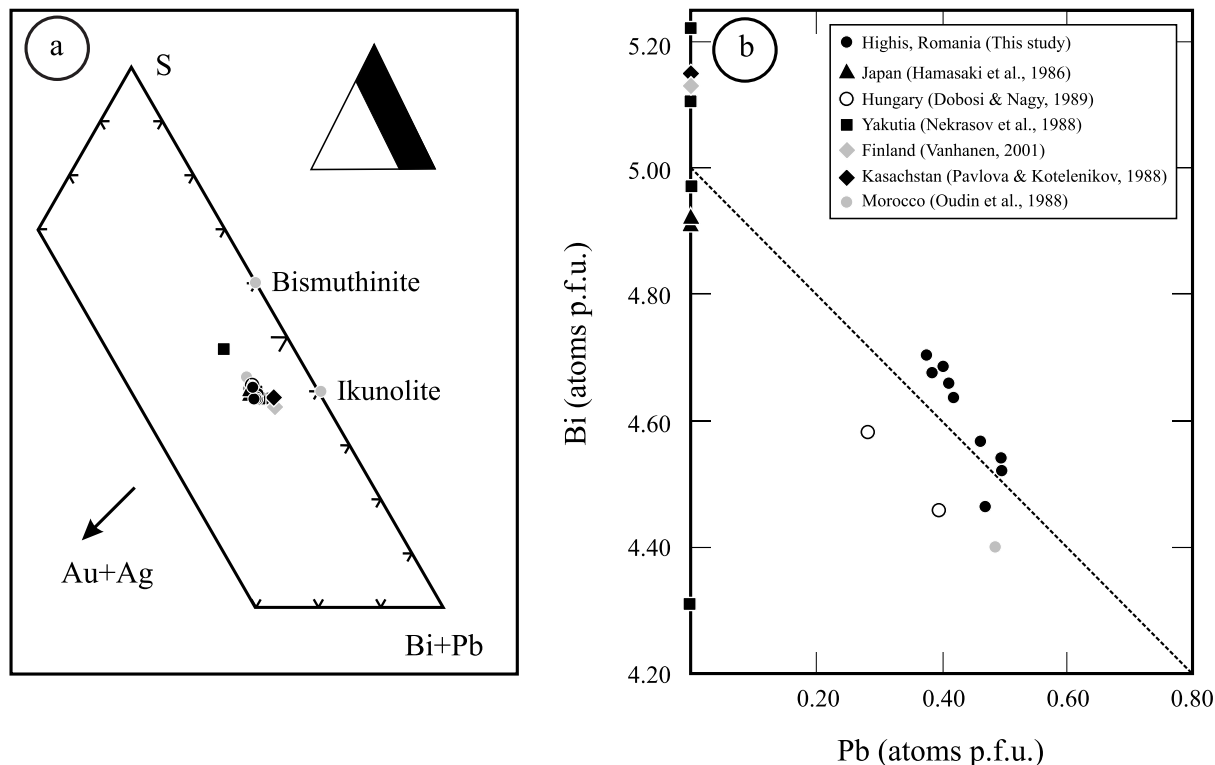 a
S
Bismuthinite
Ikunolite
Au+Ag
Bi+Pb
b
Highis, Romania (This study)
Japan (Hamasaki et al., 1986)
Hungary (Dobosi & Nagy, 1989)
Yakutia (Nekrasov et al., 1988)
Finland (Vanhanen, 2001)
Kasachstan (Pavlova & Kotelenikov, 1988)
Morocco (Oudin et al., 1988)
Bi (atoms p.f.u.)
5.20
5.00
4.80
4.60
4.40
4.20
0.20 0.40 0.60 0.80
Pb (atoms p.f.u.)